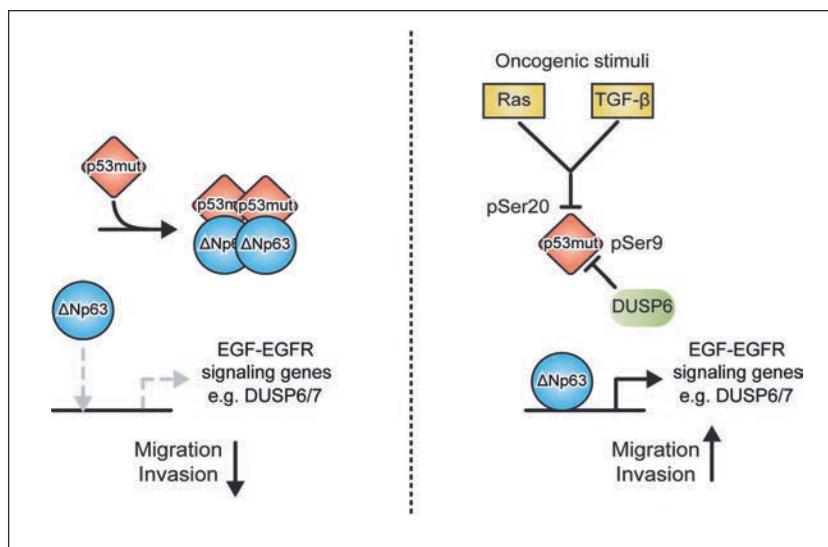 p53mut
p53mut
p53mut
ΔNp63
ΔNp63
ΔNp63
EGF-EGFR
signaling genes
e.g. DUSP6/7
Migration
Invasion
Oncogenic stimuli
Ras
TGF-β
pSer20
p53mut
pSer9
DUSP6
ΔNp63
EGF-EGFR
signaling genes
e.g. DUSP6/7
Migration
Invasion